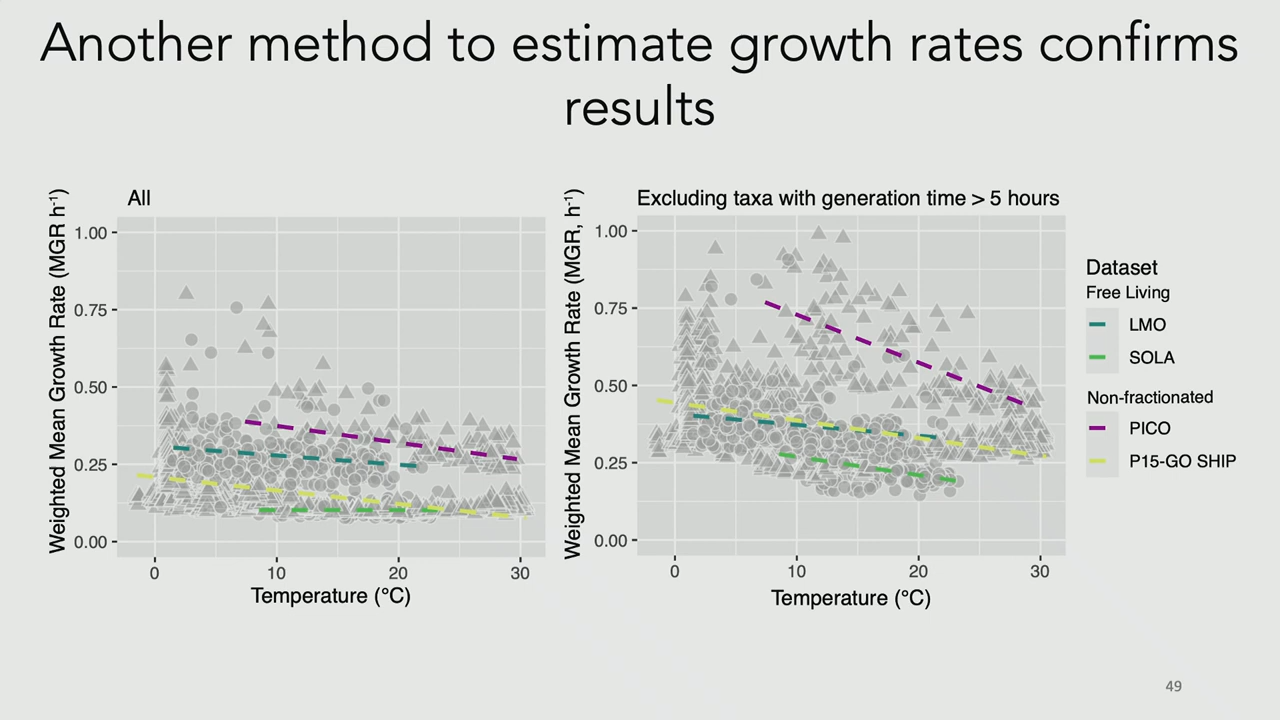 Another method to estimate growth rates confirms
results
All
Weighted Mean Growth Rate (MGR h⁻¹)
1.00
0.75
0.50
0.25
0.00
0
10
20
30
Temperature (°C)
Excluding taxa with generation time > 5 hours
Weighted Mean Growth Rate (MGR, h⁻¹)
1.00
0.75
0.50
0.25
0.00
0
10
20
30
Temperature (°C)
Dataset
Free Living
LMO
SOLA
Non-fractionated
PICO
P15-GO SHIP
49